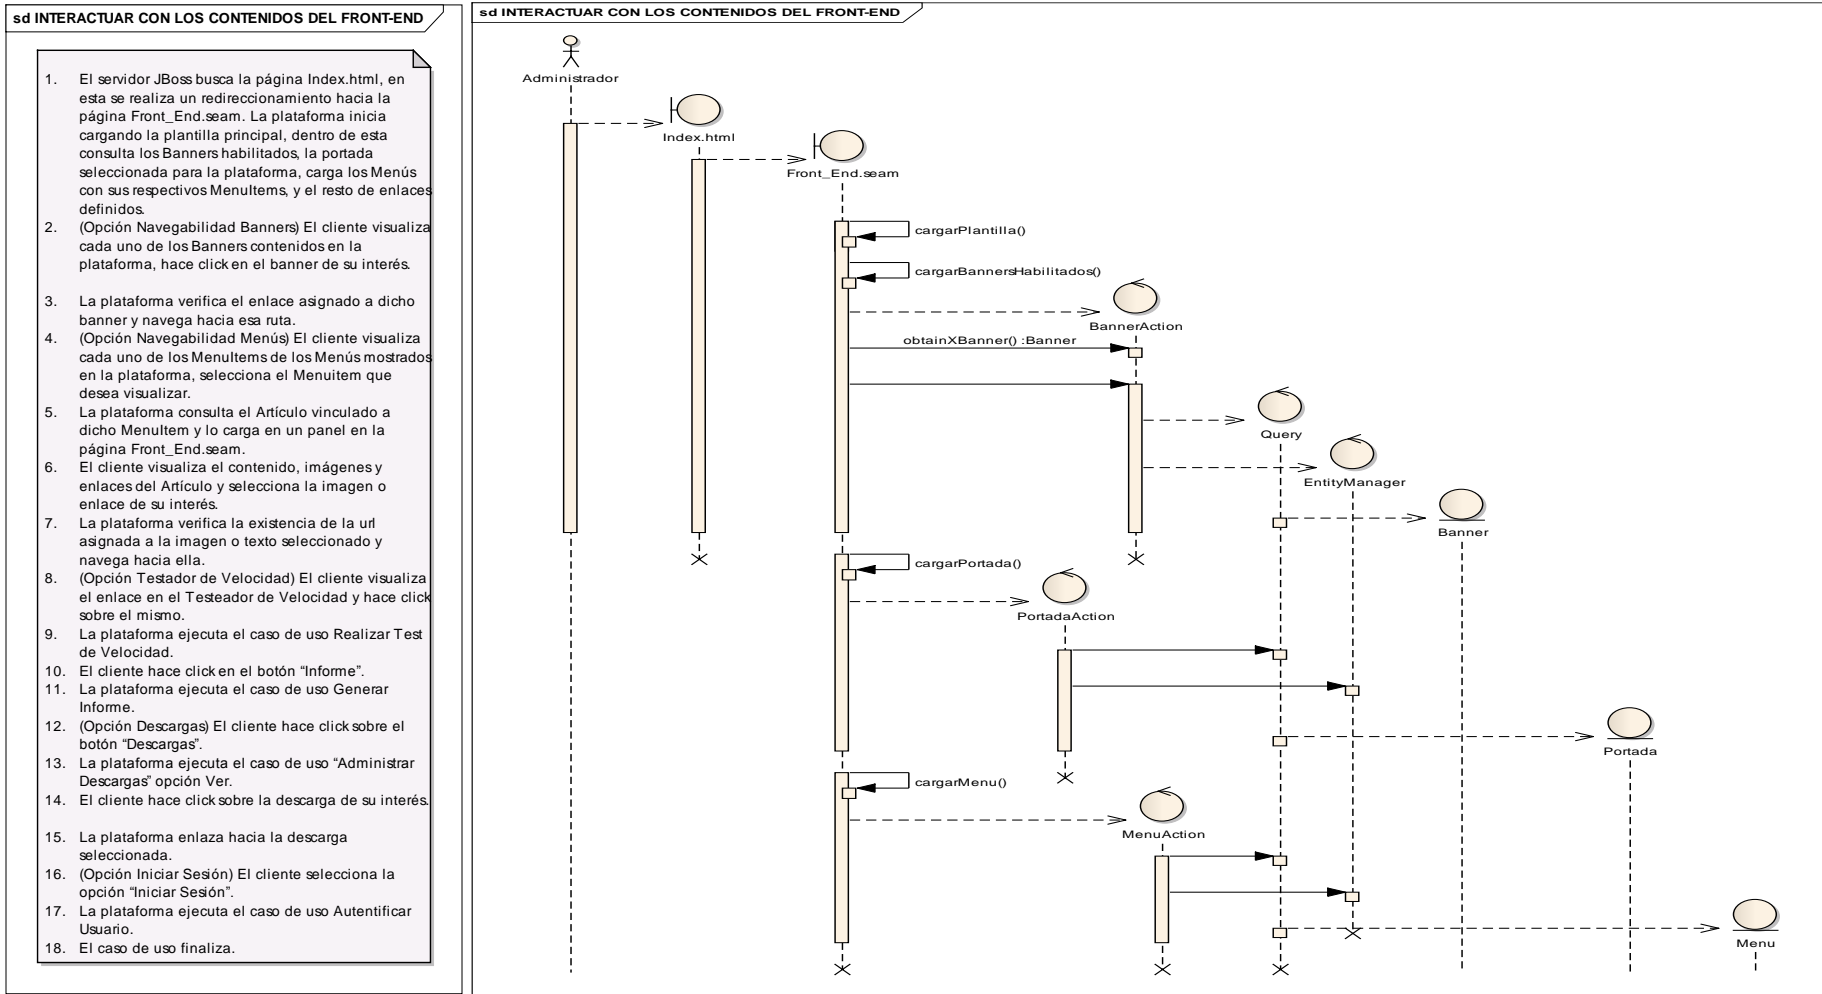 sd INTERACTUAR CON LOS CONTENIDOS DEL FRONT-END
1. El servidor JBoss busca la página Index.html, en
esta se realiza un redireccionamiento hacia la
página Front_End.seam. La plataforma inicia
cargando la plantilla principal, dentro de esta
consulta los Banners habilitados, la portada
seleccionada para la plataforma, carga los Menús
con sus respectivos MenuItems, y el resto de enlaces
definidos.
2. (Opción Navegabilidad Banners) El cliente visualiza
cada uno de los Banners contenidos en la
plataforma, hace click en el banner de su interés.
3. La plataforma verifica el enlace asignado a dicho
banner y navega hacia esa ruta.
4. (Opción Navegabilidad Menús) El cliente visualiza
cada uno de los MenuItems de los Menús mostrados
en la plataforma, selecciona el Menuitem que
desea visualizar.
5. La plataforma consulta el Artículo vinculado a
dicho MenuItem y lo carga en un panel en la
página Front_End.seam.
6. El cliente visualiza el contenido, imágenes y
enlaces del Artículo y selecciona la imagen o
enlace de su interés.
7. La plataforma verifica la existencia de la url
asignada a la imagen o texto seleccionado y
navega hacia ella.
8. (Opción Testador de Velocidad) El cliente visualiza
el enlace en el Testeador de Velocidad y hace click
sobre el mismo.
9. La plataforma ejecuta el caso de uso Realizar Test
de Velocidad.
10. El cliente hace click en el botón “Informe”.
11. La plataforma ejecuta el caso de uso Generar
Informe.
12. (Opción Descargas) El cliente hace click sobre el
botón “Descargas”.
13. La plataforma ejecuta el caso de uso “Administrar
Descargas” opción Ver.
14. El cliente hace click sobre la descarga de su interés.
15. La plataforma enlaza hacia la descarga
seleccionada.
16. (Opción Iniciar Sesión) El cliente selecciona la
opción “Iniciar Sesión”.
17. La plataforma ejecuta el caso de uso Autentificar
Usuario.
18. El caso de uso finaliza.
sd INTERACTUAR CON LOS CONTENIDOS DEL FRONT-END
Administrador
Index.html
Front_End.seam
cargarPlantilla()
cargarBannersHabilitados()
BannerAction
obtainXBanner() :Banner
Query
EntityManager
Banner
cargarPortada()
PortadaAction
Portada
cargarMenu()
MenuAction
Menu